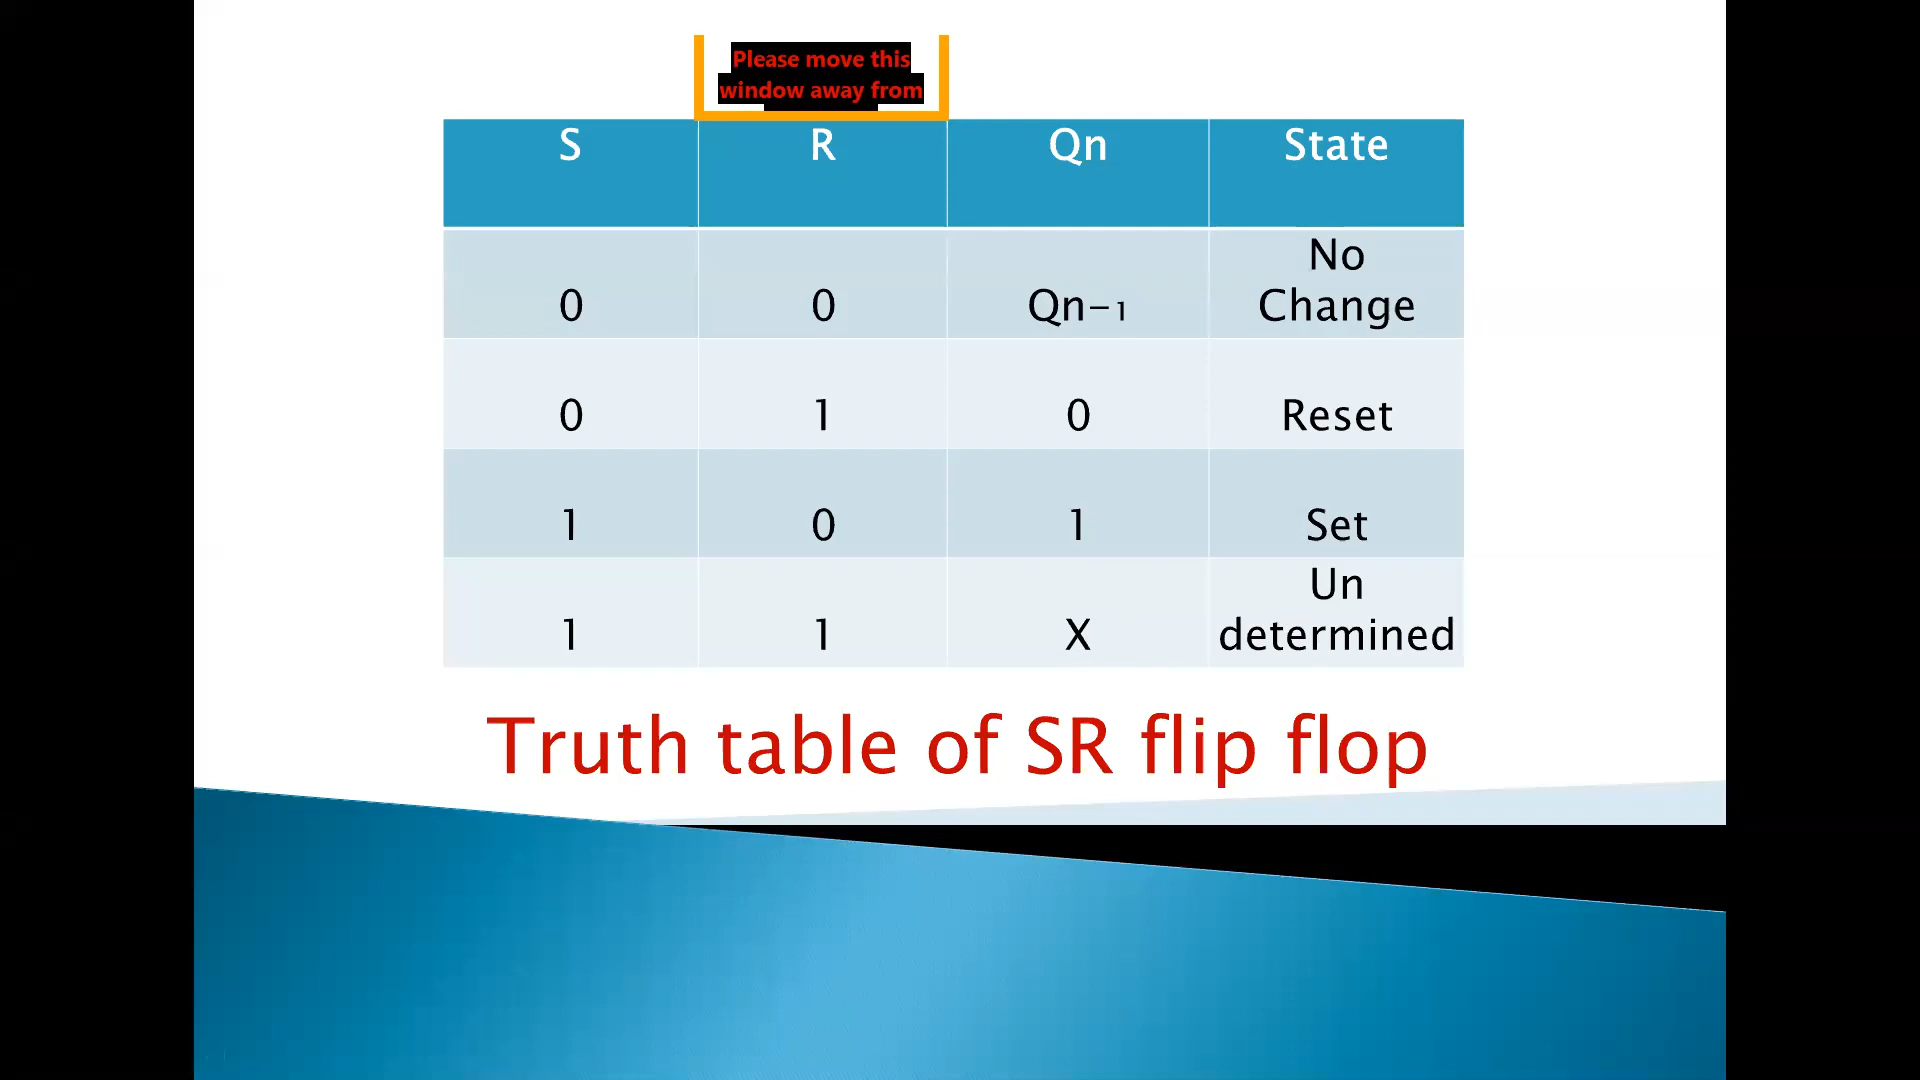 Please move this
window away from
S R Qn State
No
0 0 Qn-1 Change
0 1 0 Reset
1 0 1 Set
Un
1 1 X determined
Truth table of SR flip flop